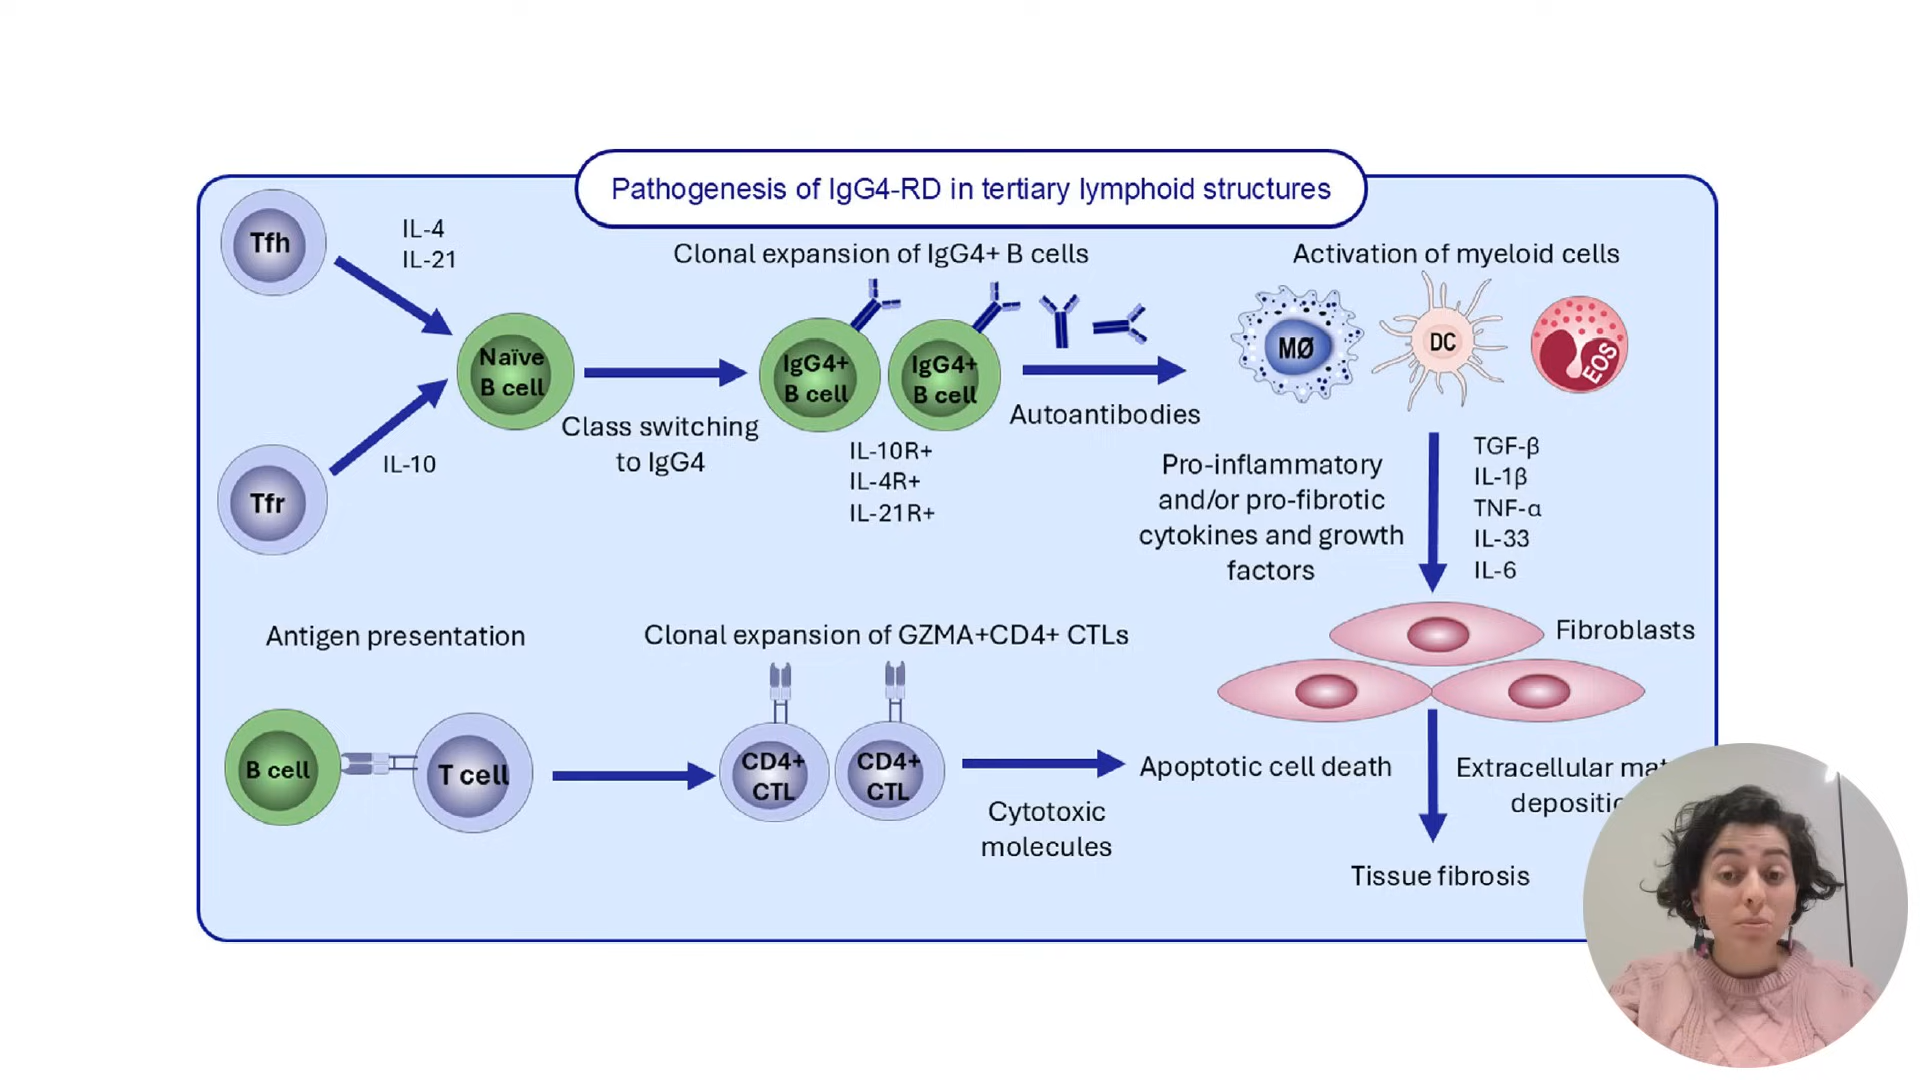 Pathogenesis of IgG4-RD in tertiary lymphoid structures
Tfh
IL-4
IL-21
Tfr
IL-10
Naïve
B cell
Class switching
to IgG4
Clonal expansion of IgG4+ B cells
IgG4+
B cell
IgG4+
B cell
IL-10R+
IL-4R+
IL-21R+
Autoantibodies
Activation of myeloid cells
MØ
DC
EOS
Pro-inflammatory
and/or pro-fibrotic
cytokines and growth
factors
TGF-β
IL-1β
TNF-α
IL-33
IL-6
Fibroblasts
Antigen presentation
B cell
T cell
Clonal expansion of GZMA+CD4+ CTLs
CD4+
CTL
CD4+
CTL
Cytotoxic
molecules
Apoptotic cell death
Extracellular
Tissue fibrosis